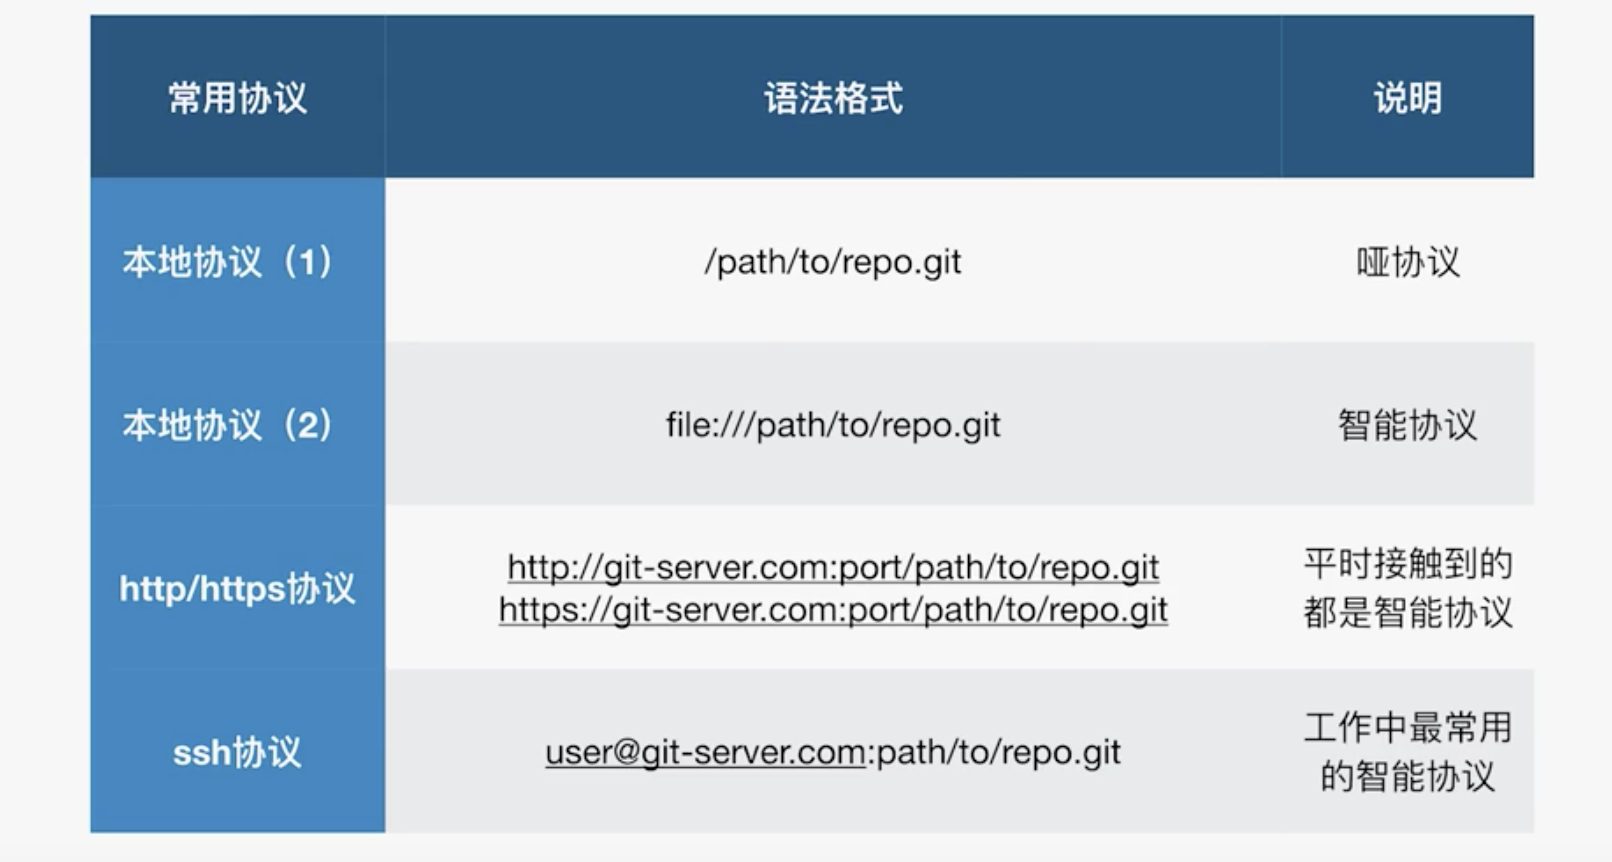 常用协议 语法格式 说明
本地协议（1） /path/to/repo.git 哑协议
本地协议（2） file:///path/to/repo.git 智能协议
http/https协议
http://git-server.com:port/path/to/repo.git
https://git-server.com:port/path/to/repo.git
平时接触到的
都是智能协议
ssh协议 user@git-server.com:path/to/repo.git
工作中最常用
的智能协议